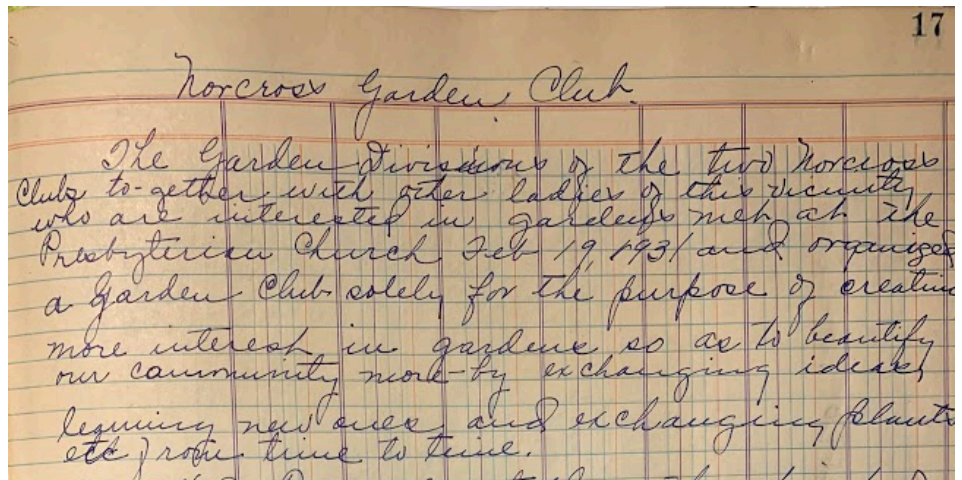 17
Norcross Garden Club.
The Garden Divisions of the two Norcross
Clubs to-gether with other ladies of this vicinity
who are interested in gardens met at the
Presbyterian Church Feb 19, 1931 and organized
a Garden Club solely for the purpose of creating
more interest in gardens so as to beautify
our community more-by exchanging ideas,
learning new ones and exchanging plants
etc from time to time.